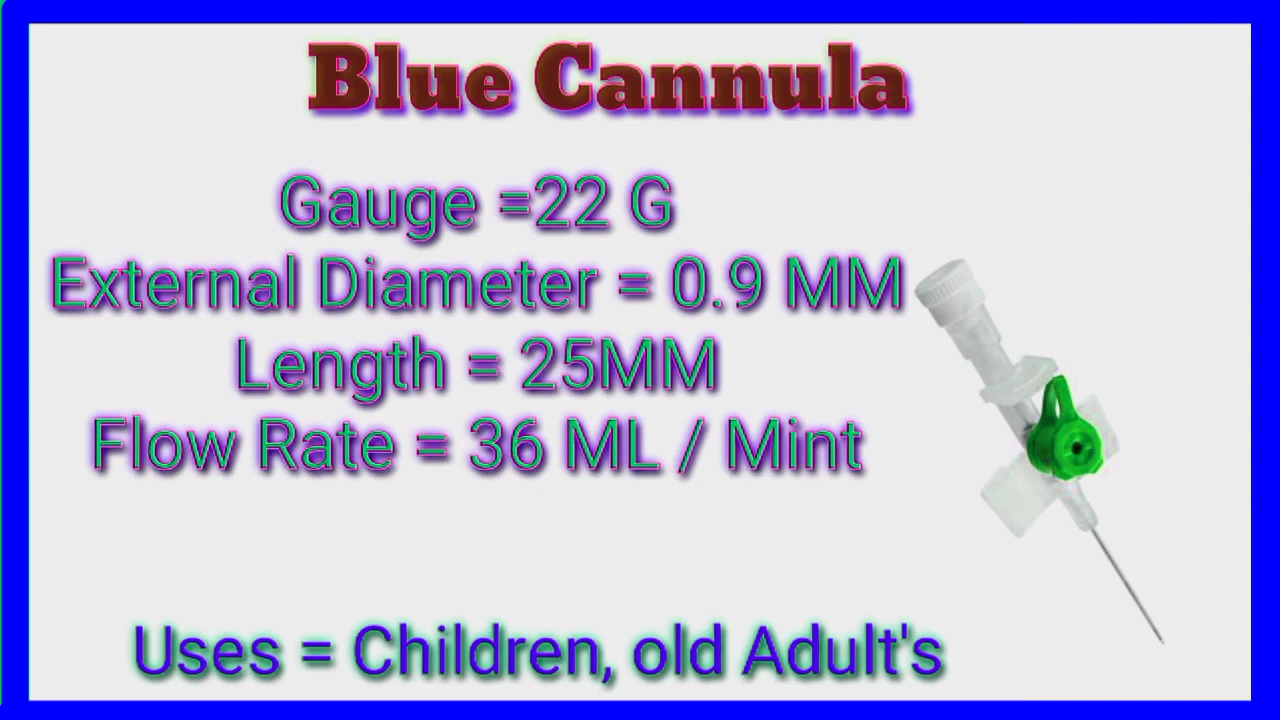 Blue Cannula
Gauge =22 G
External Diameter = 0.9 MM
Length = 25MM
Flow Rate = 36 ML / Mint
Uses = Children, old Adult's